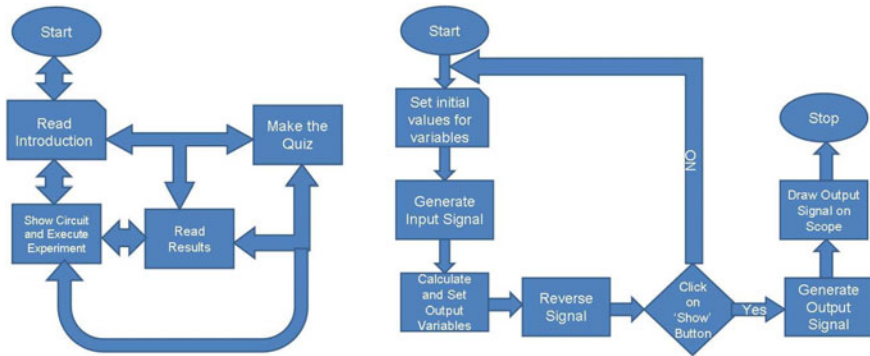 Start
Read
Introduction
Make the
Quiz
Show Circuit
and Execute
Experiment
Read
Results
Start
Set initial
values for
variables
Generate
Input Signal
Calculate
and Set
Output
Variables
Reverse
Signal
Click
on
‘Show’
Button
NO
Yes
Generate
Output
Signal
Draw Output
Signal on
Scope
Stop